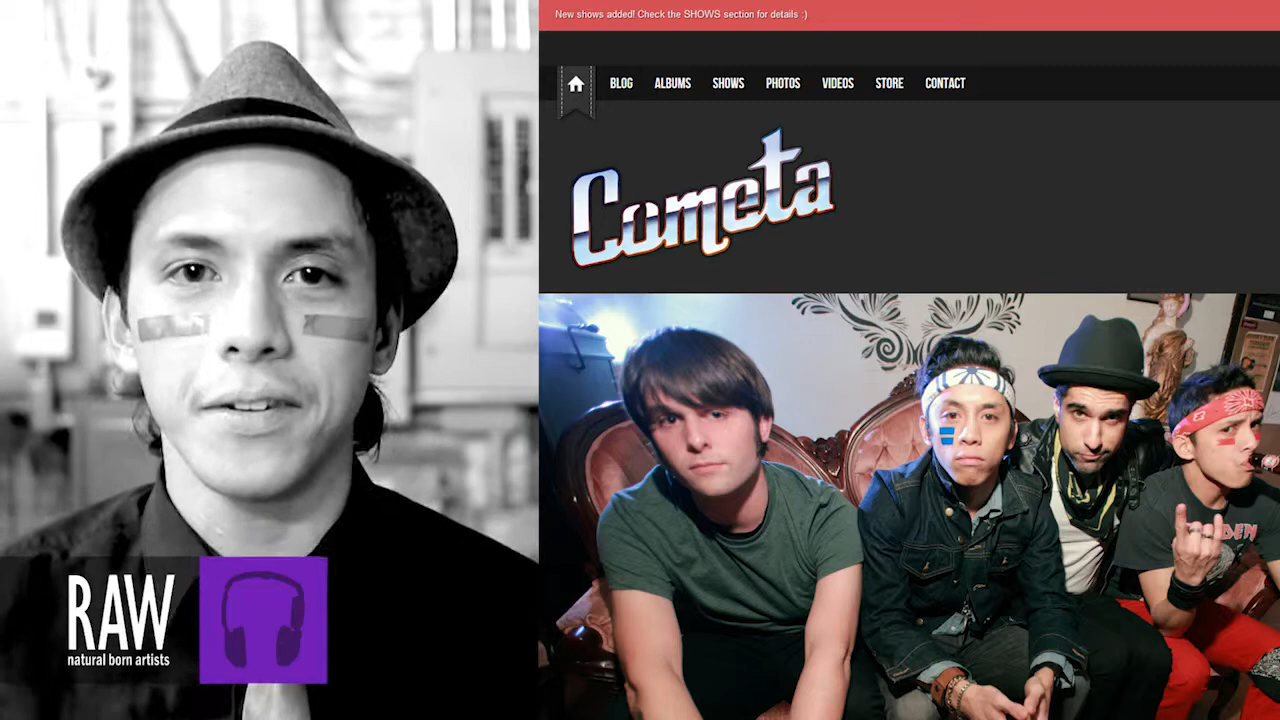 New shows added! Check the SHOWS section for details :)
BLOG ALBUMS SHOWS PHOTOS VIDEOS STORE CONTACT
Cometa
RAW
natural born artists